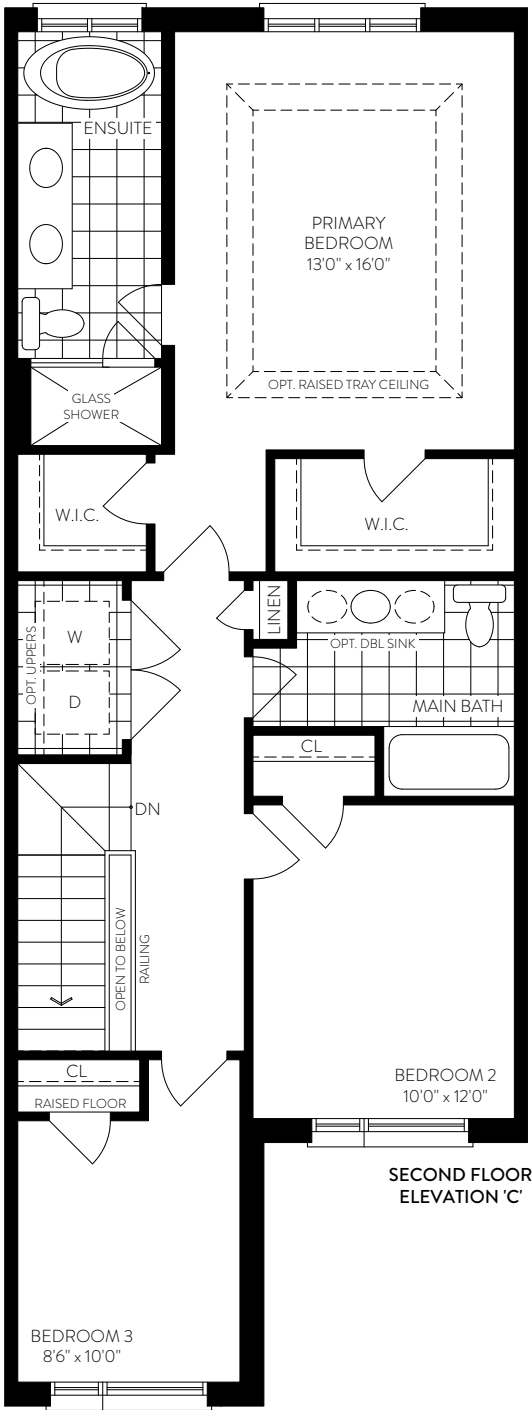 ENSUITE
PRIMARY
BEDROOM
13'0" x 16'0"
OPT. RAISED TRAY CEILING
GLASS
SHOWER
W.I.C.
W.I.C.
OPT. UPPERS
W
D
LINEN
OPT. DBL SINK
MAIN BATH
CL
DN
OPEN TO BELOW
RAILING
CL
RAISED FLOOR
BEDROOM 2
10'0" x 12'0"
SECOND FLOOR
ELEVATION 'C'
BEDROOM 3
8'6" x 10'0"